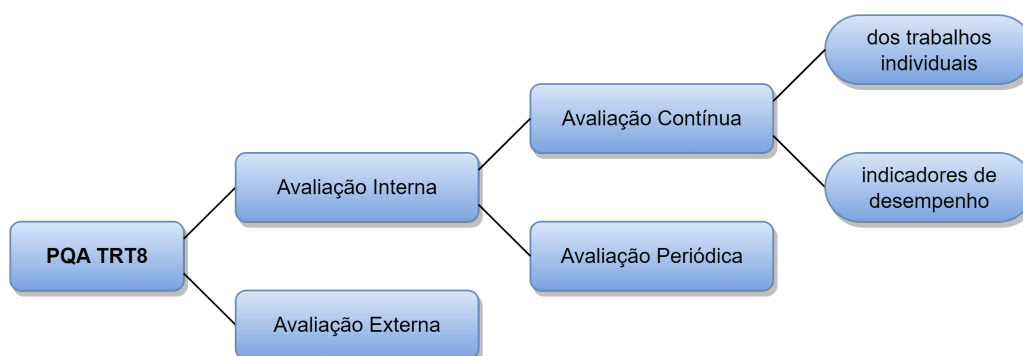 dos trabalhos
individuais
Avaliação Contínua
indicadores de
desempenho
Avaliação Interna
PQA TRT8
Avaliação Periódica
Avaliação Externa